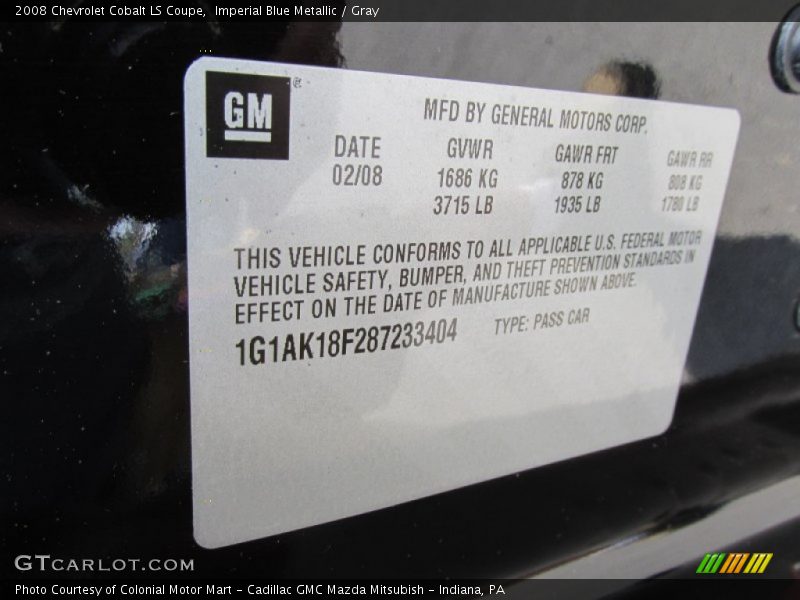 2008 Chevrolet Cobalt LS Coupe,  Imperial Blue Metallic / Gray
GM
MFD BY GENERAL MOTORS CORP.
DATE GVWR GAWR FRT GAWR RR
02/08 1686 KG 878 KG 808 KG
3715 LB 1935 LB 1780 LB
THIS VEHICLE CONFORMS TO ALL APPLICABLE U.S. FEDERAL MOTOR
VEHICLE SAFETY, BUMPER, AND THEFT PREVENTION STANDARDS IN
EFFECT ON THE DATE OF MANUFACTURE SHOWN ABOVE.
1G1AK18F287233404 TYPE: PASS CAR
GTCARLOT.COM
Photo Courtesy of Colonial Motor Mart - Cadillac GMC Mazda Mitsubish - Indiana, PA